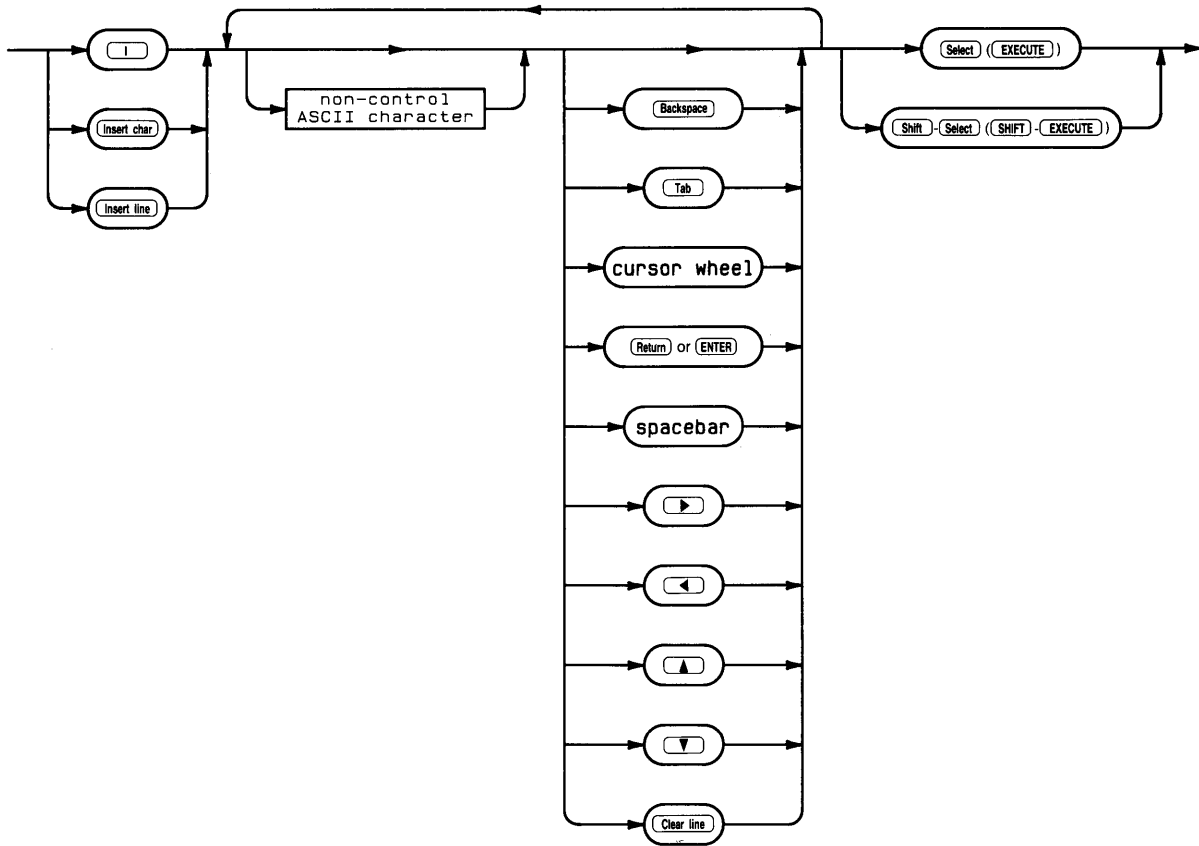 I
Select ( EXECUTE )
non-control
ASCII character
Backspace
Insert char
Shift - Select ( SHIFT - EXECUTE )
Tab
Insert line
cursor wheel
Return or ENTER
spacebar
Clear line